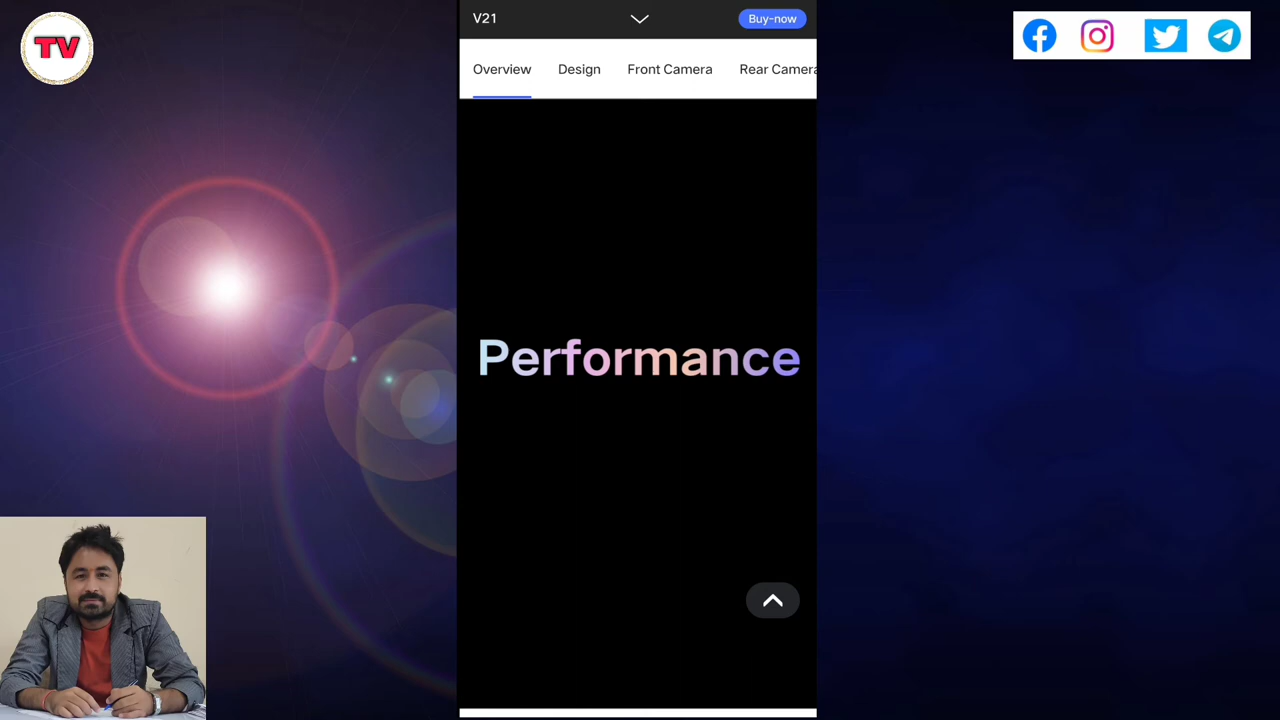 TV
V21
Buy-now
Overview Design Front Camera Rear Camera
Performance